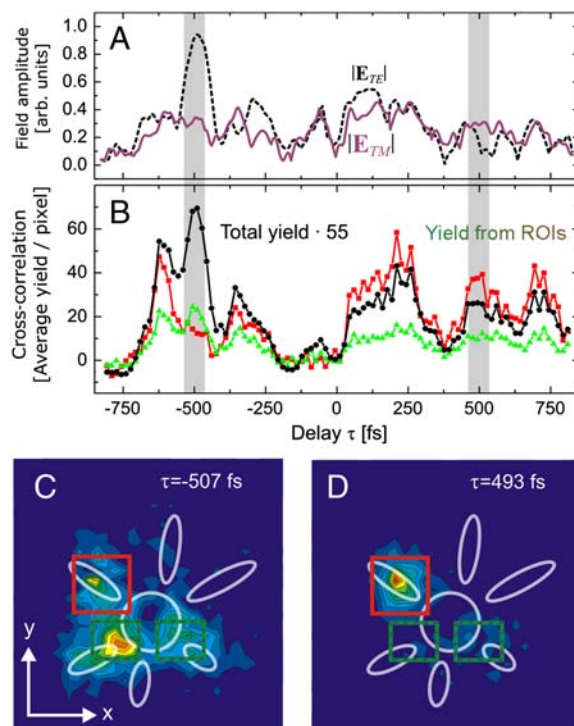 A
Field amplitude
[arb. units]
1.0
0.8
0.6
0.4
0.2
0.0
|E_TE|
|E_TM|
B
Cross-correlation
[Average yield / pixel]
60
40
20
0
Total yield · 55
Yield from ROIs
-750 -500 -250 0 250 500 750
Delay τ [fs]
C
τ=-507 fs
y
x
D
τ=493 fs